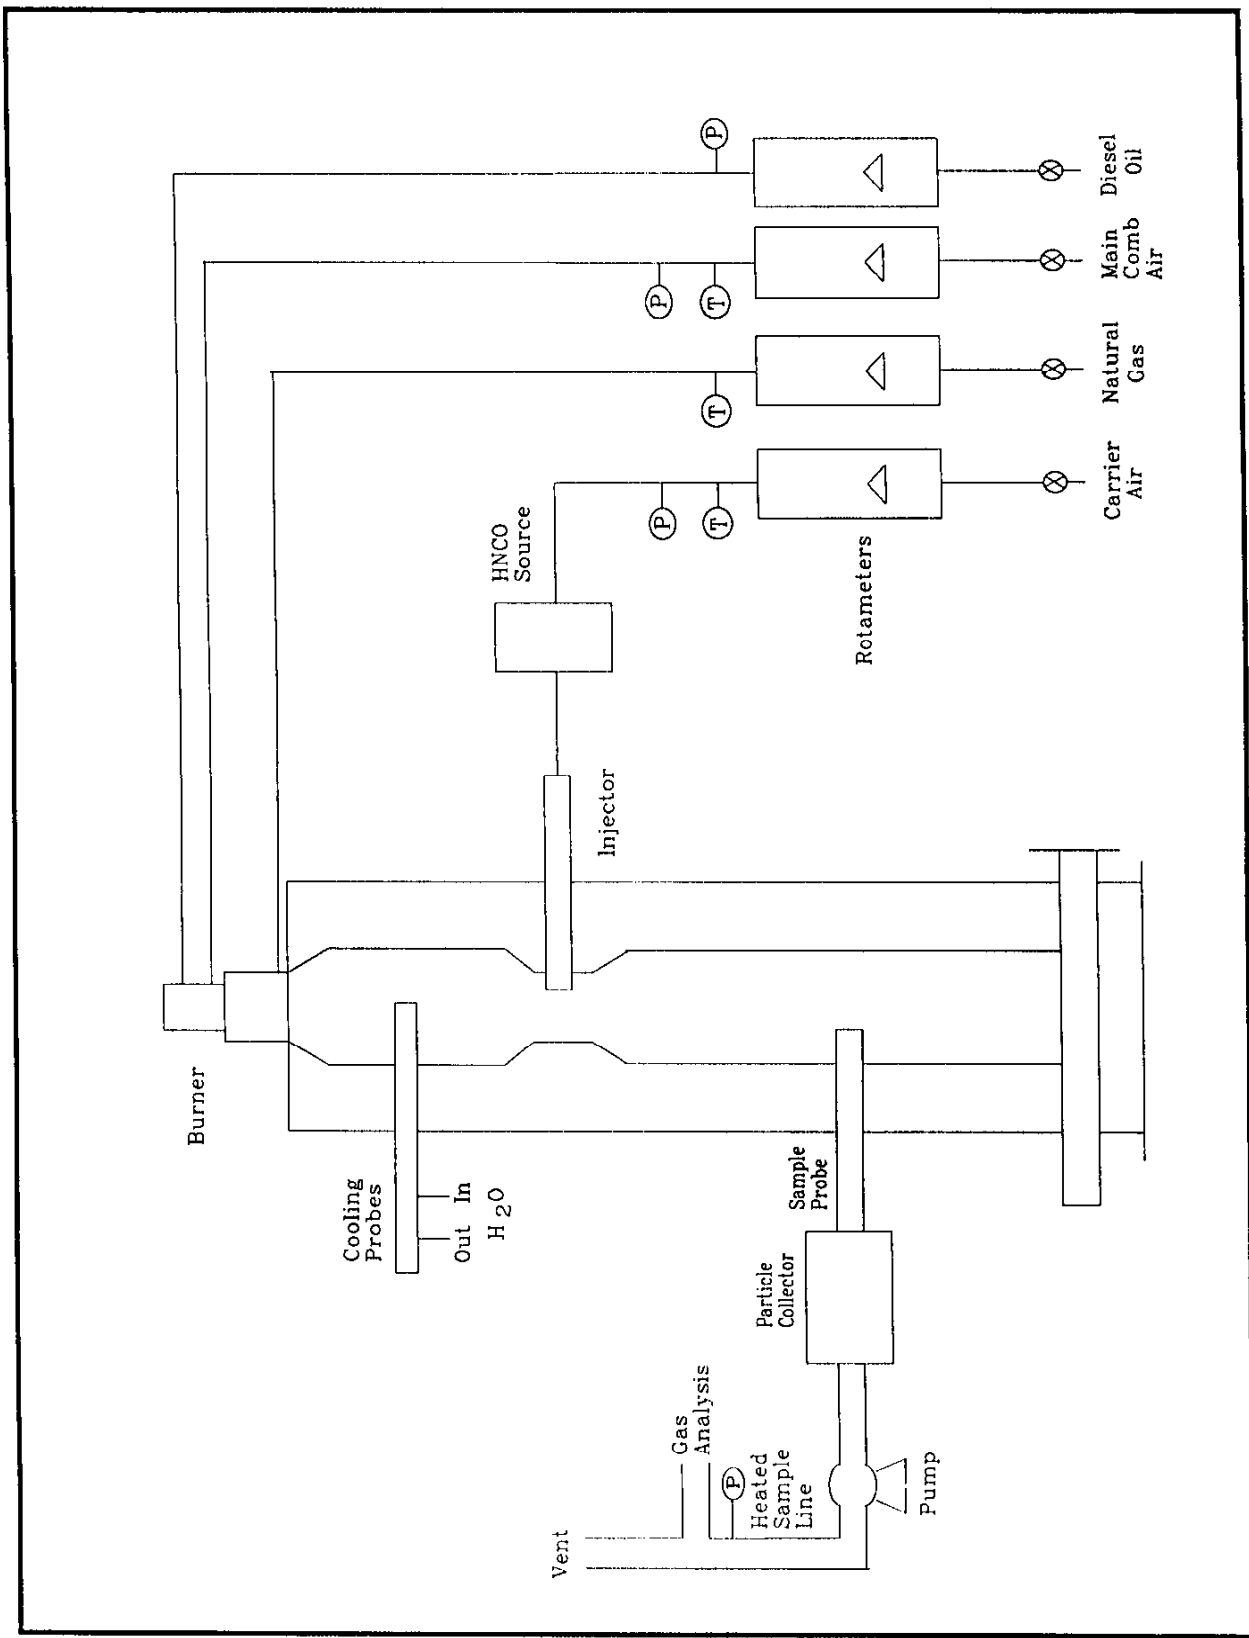 Burner
Cooling
Probes
Out In
H2O
Vent
Gas
Analysis
P
Heated
Sample
Line
Pump
Particle
Collector
Sample
Probe
Injector
HNCO
Source
Rotameters
P
T
Carrier
Air
T
Natural
Gas
P
T
Main
Comb
Air
P
Diesel
Oil